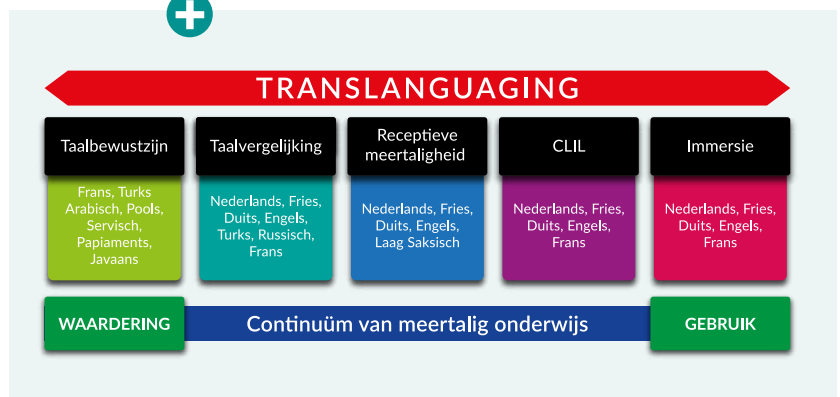 TRANSLANGUAGING
Taalbewustzijn
Taalvergelijking
Receptieve
meertaligheid
CLIL
Immersie
Frans, Turks
Arabisch, Pools,
Servisch,
Papiaments,
Javaans
Nederlands, Fries,
Duits, Engels,
Turks, Russisch,
Frans
Nederlands, Fries,
Duits, Engels,
Laag Saksisch
Nederlands, Fries,
Duits, Engels,
Frans
Nederlands, Fries,
Duits, Engels,
Frans
WAARDERING
Continuüm van meertalig onderwijs
GEBRUIK